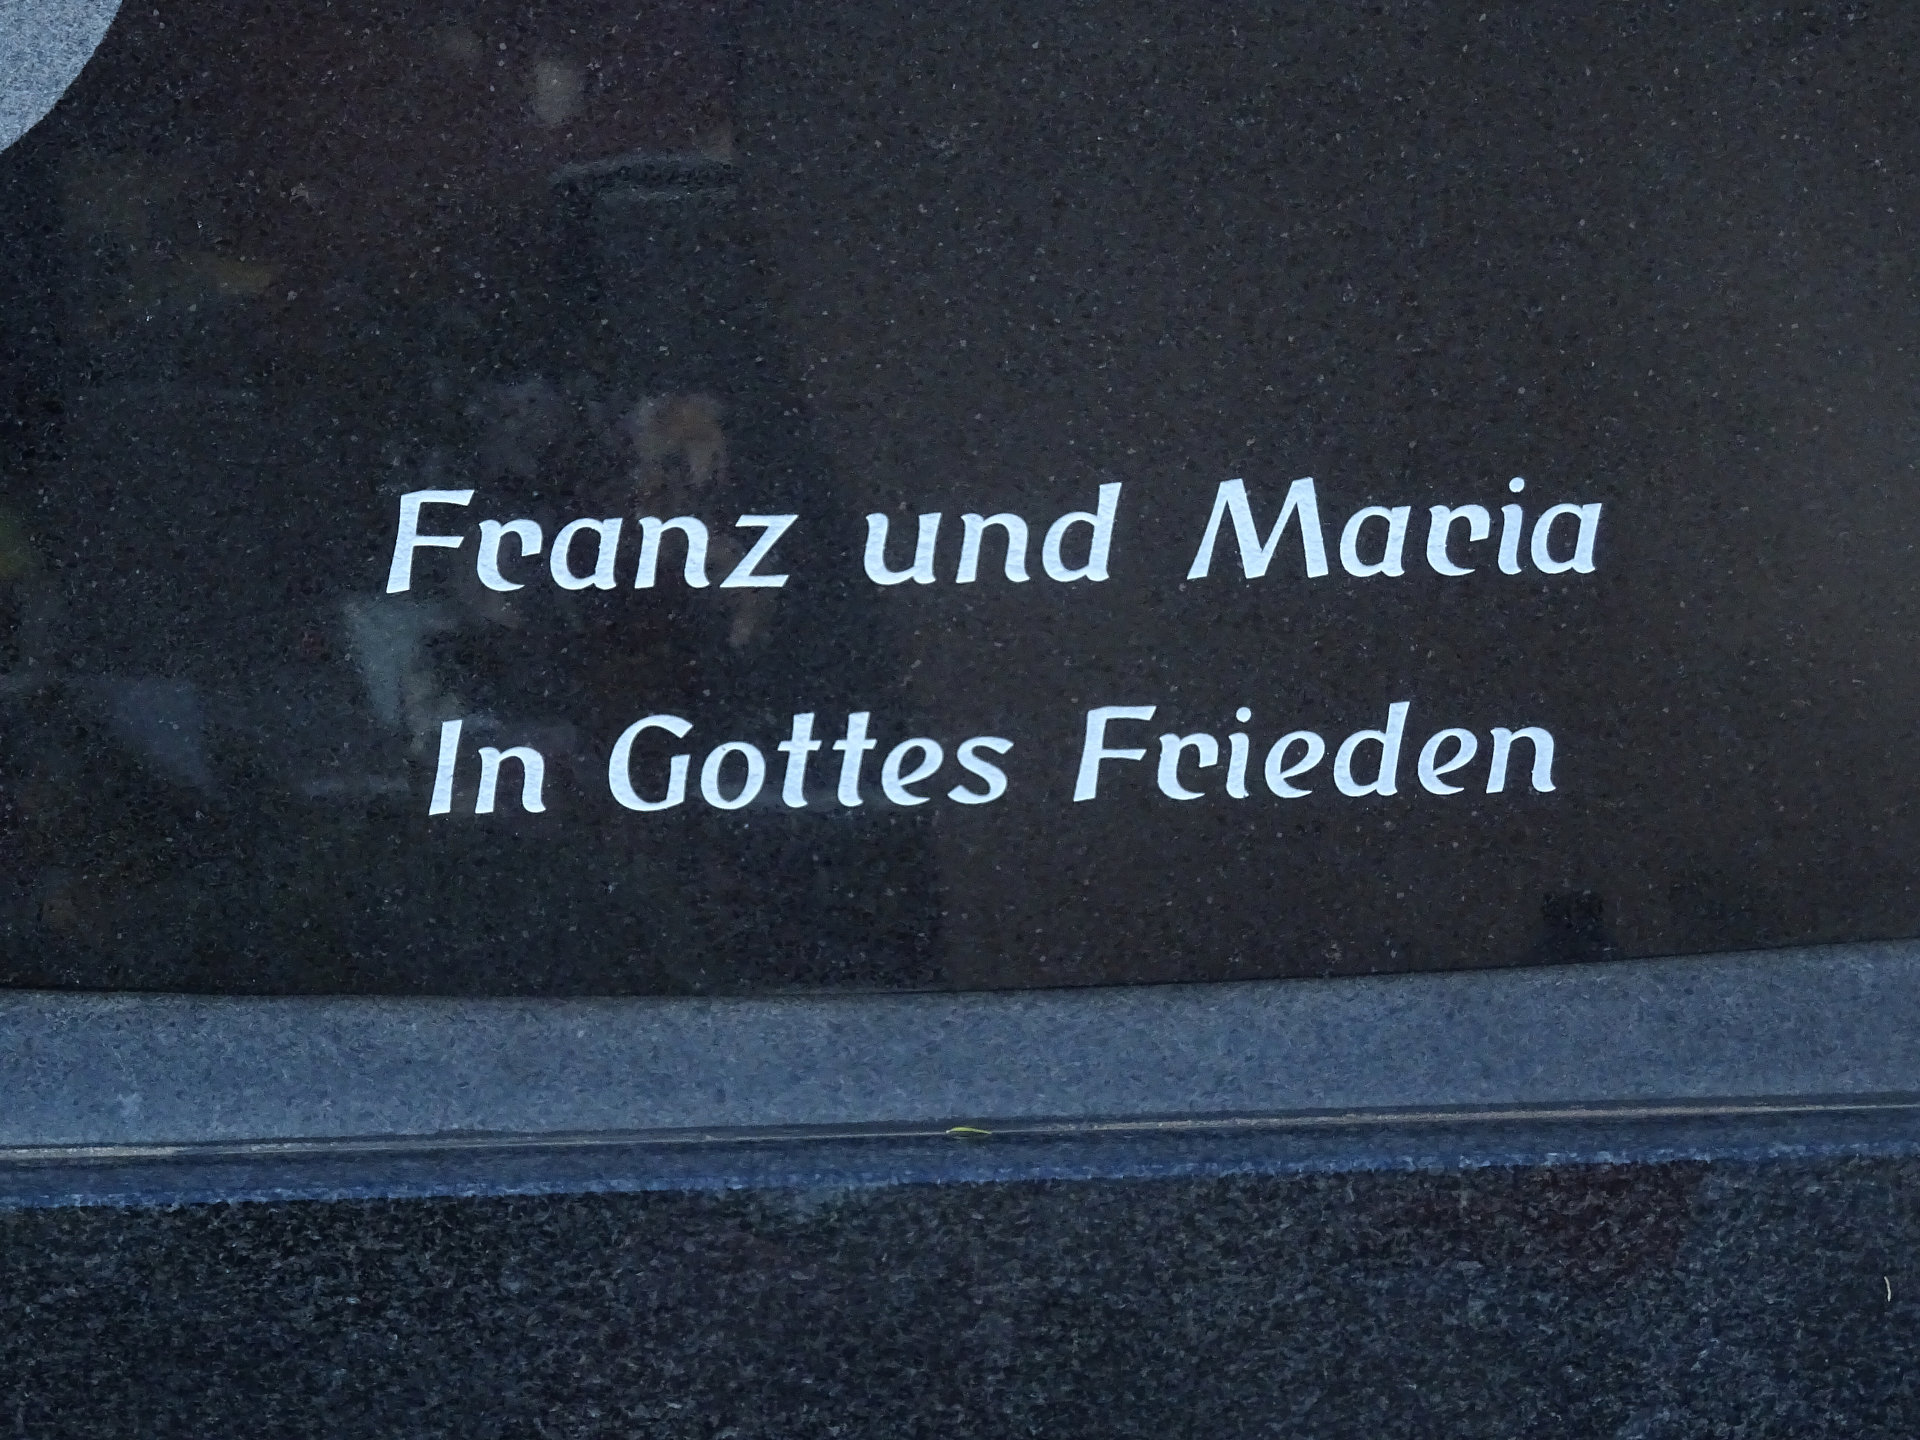 Franz und Maria
In Gottes Frieden